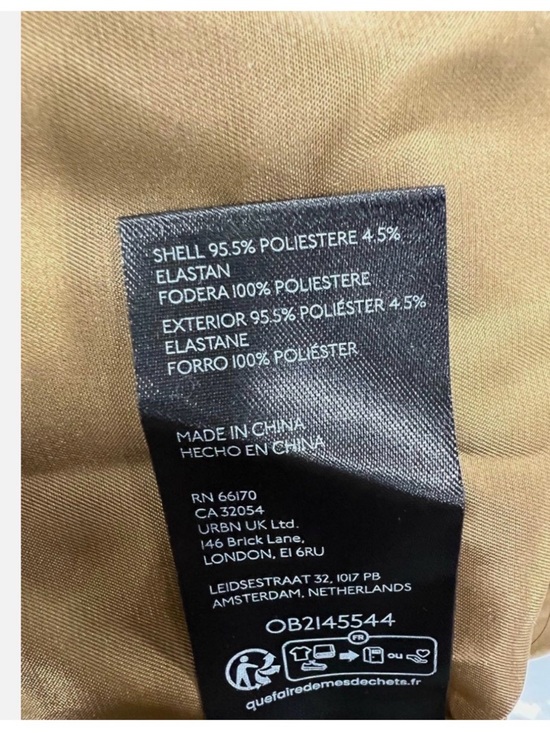 SHELL 95.5% POLIESTERE 4.5%
ELASTAN
FODERA 100% POLIESTERE
EXTERIOR 95.5% POLIÉSTER 4.5%
ELASTANE
FORRO 100% POLIÉSTER
MADE IN CHINA
HECHO EN CHINA
RN 66170
CA 32054
URBN UK Ltd.
146 Brick Lane,
LONDON, E1 6RU
LEIDSESTRAAT 32, 1017 PB
AMSTERDAM, NETHERLANDS
OB2145544
FR
ou
quefairedemesdechets.fr